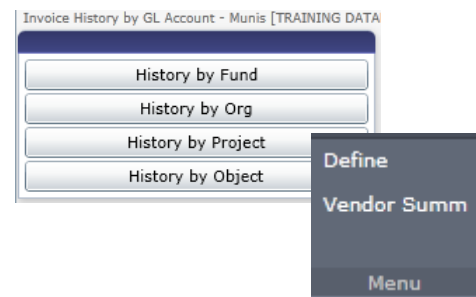 Invoice History by GL Account - Munis [TRAINING DATA
History by Fund
History by Org
History by Project
History by Object
Define
Vendor Summ
Menu